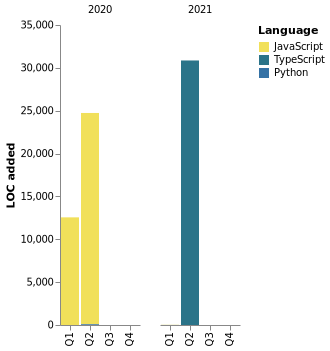 2020 2021
Language
JavaScript
TypeScript
Python
LOC added
35,000
30,000
25,000
20,000
15,000
10,000
5,000
0
Q1 Q2 Q3 Q4 Q1 Q2 Q3 Q4